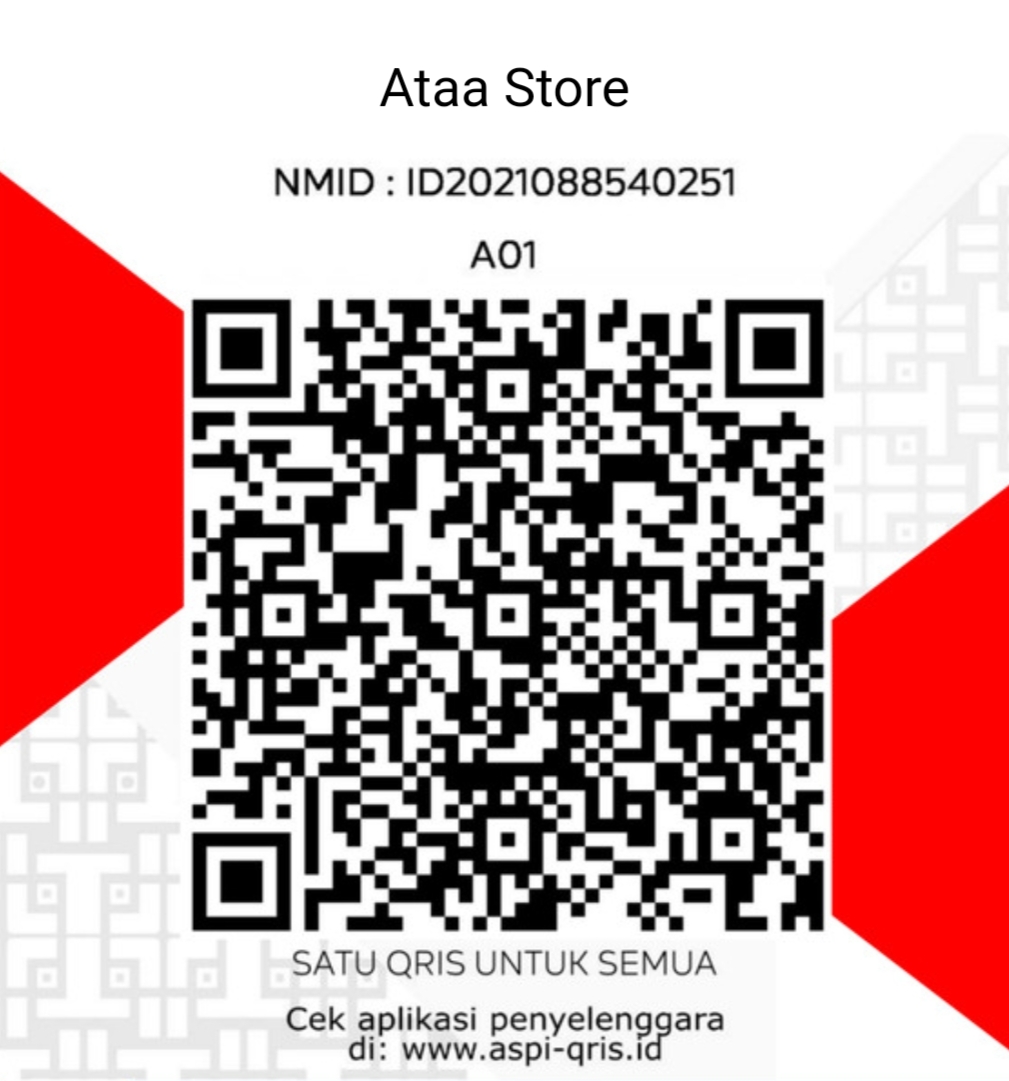 Ataa Store
NMID : ID2021088540251
A01
SATU QRIS UNTUK SEMUA
Cek aplikasi penyelenggara
di: www.aspi-qris.id